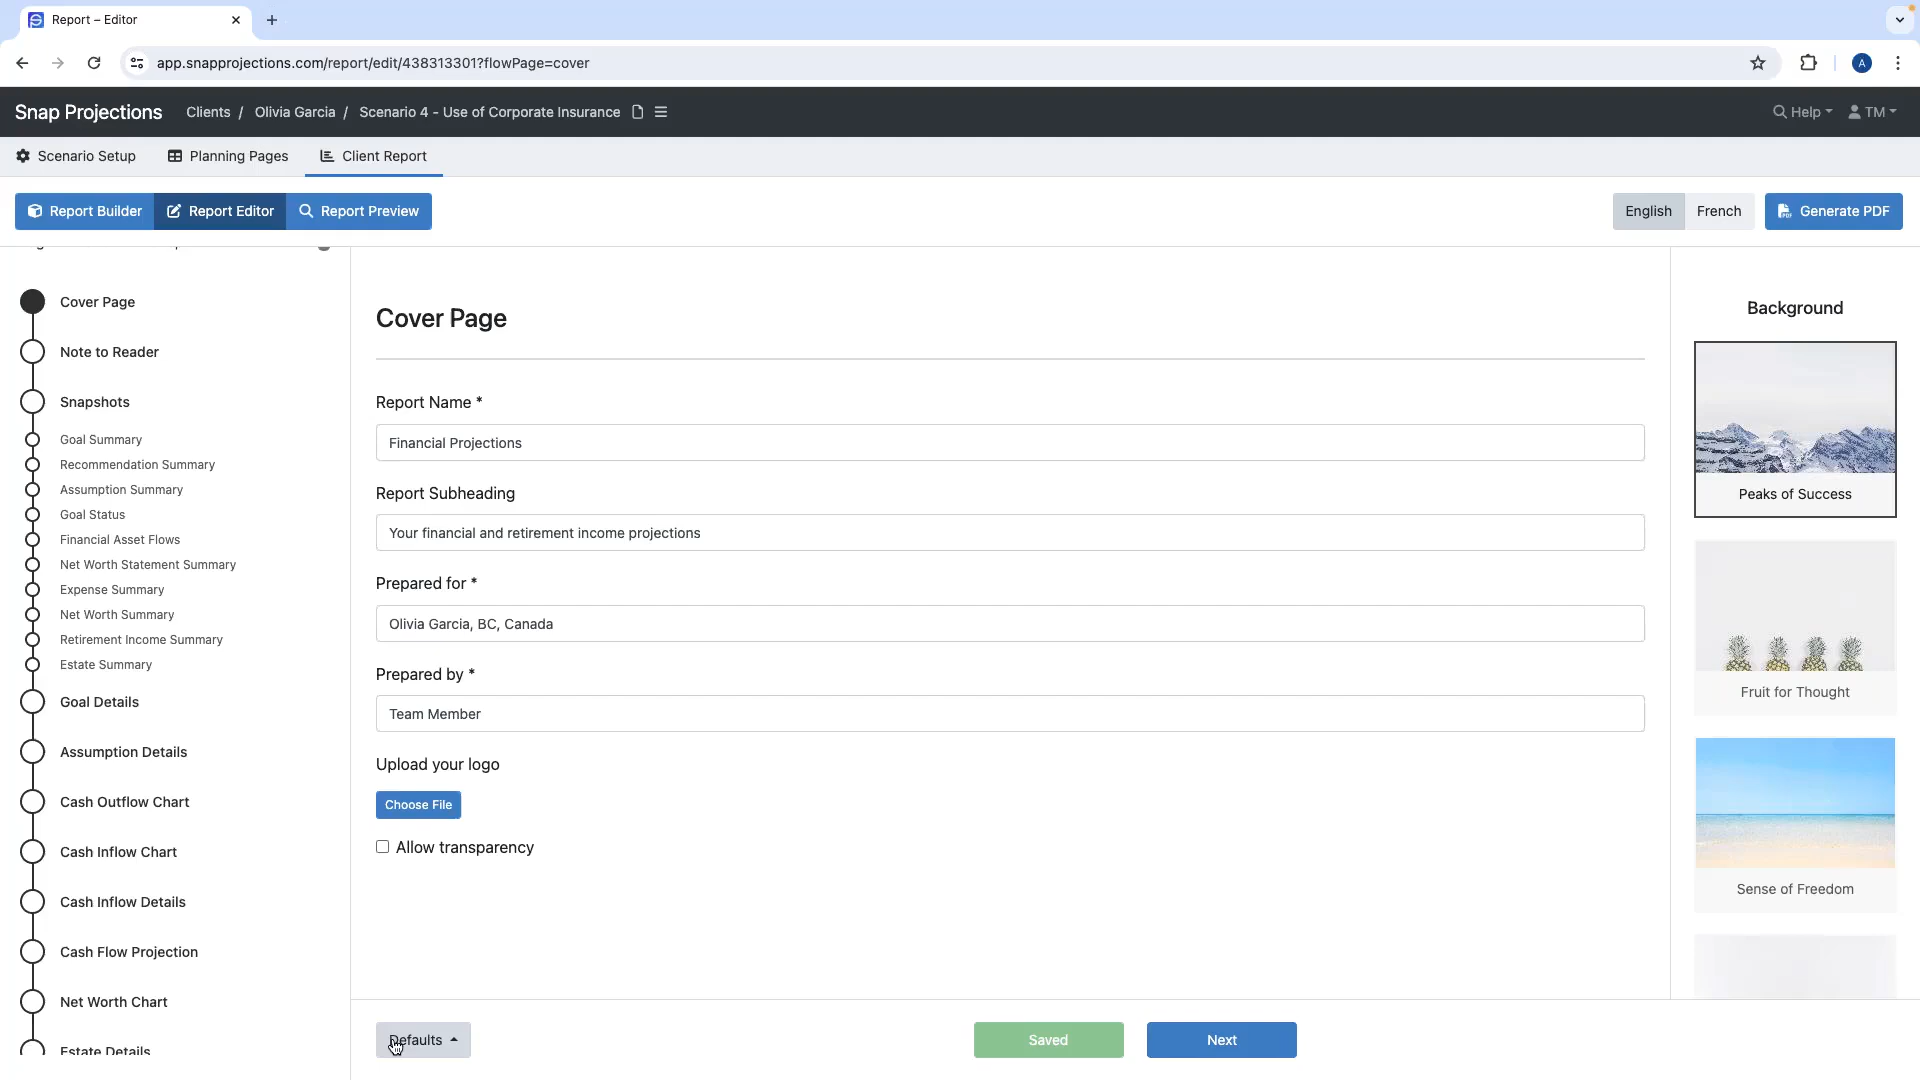 Report – Editor
app.snapprojections.com/report/edit/438313301?flowPage=cover
A
Snap Projections
Clients / Olivia Garcia / Scenario 4 - Use of Corporate Insurance
Help
TM
Scenario Setup
Planning Pages
Client Report
Report Builder
Report Editor
Report Preview
English
French
Generate PDF
Cover Page
Note to Reader
Snapshots
Goal Summary
Recommendation Summary
Assumption Summary
Goal Status
Financial Asset Flows
Net Worth Statement Summary
Expense Summary
Net Worth Summary
Retirement Income Summary
Estate Summary
Goal Details
Assumption Details
Cash Outflow Chart
Cash Inflow Chart
Cash Inflow Details
Cash Flow Projection
Net Worth Chart
Estate Details
Cover Page
Report Name *
Financial Projections
Report Subheading
Your financial and retirement income projections
Prepared for *
Olivia Garcia, BC, Canada
Prepared by *
Team Member
Upload your logo
Choose File
Allow transparency
Defaults
Saved
Next
Background
Peaks of Success
Fruit for Thought
Sense of Freedom